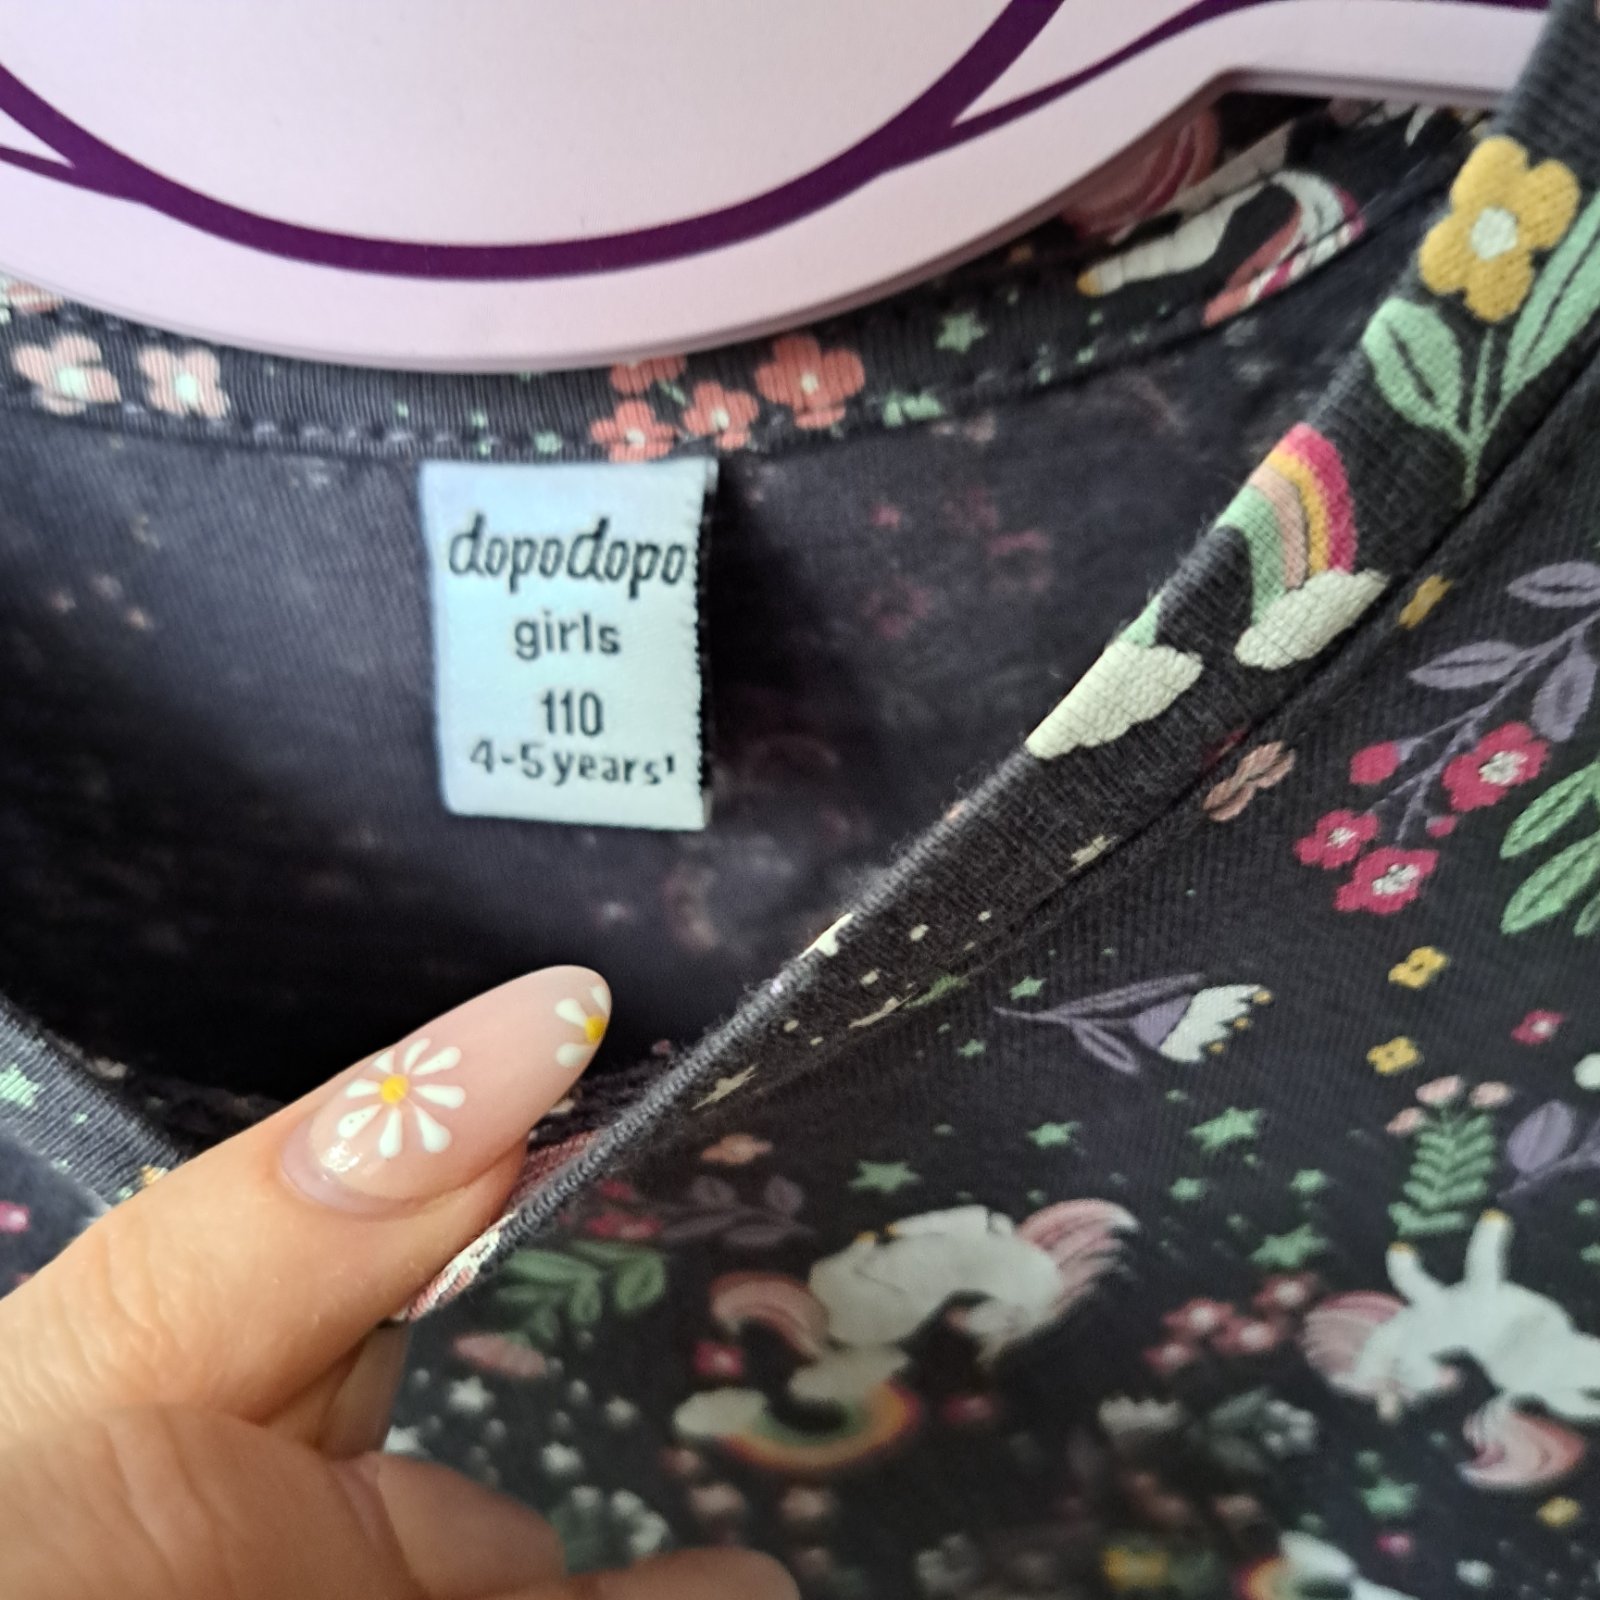 dopodopo
girls
110
4-5 years¹